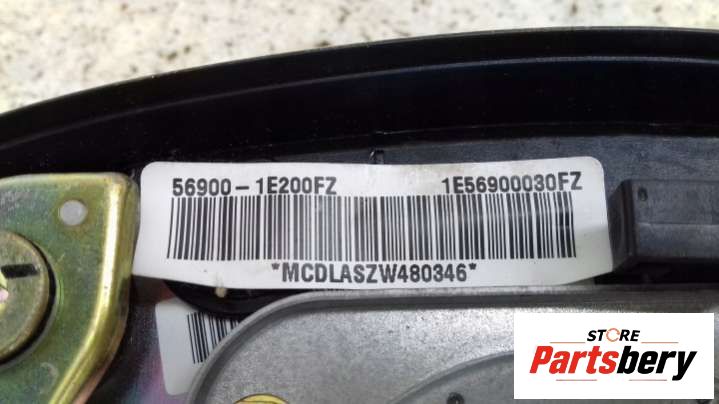 56900-1E200FZ 1E56900030FZ
*MCDLASZW480346*
STORE
Partsbery